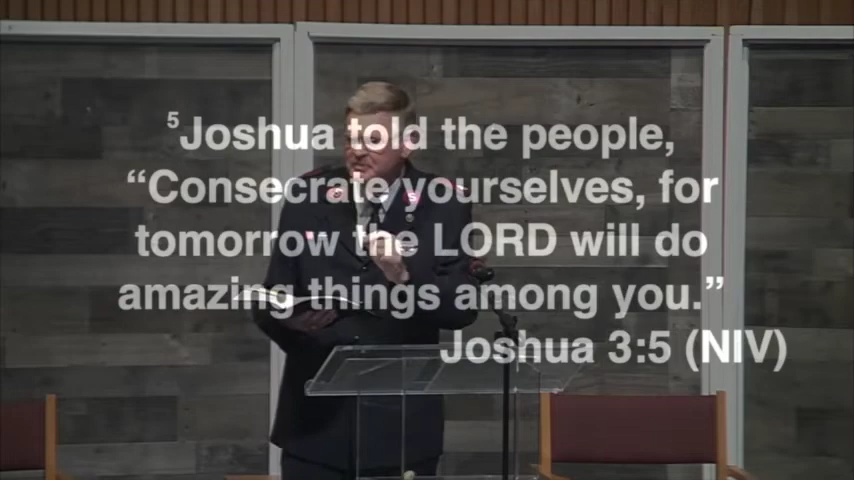 ⁵Joshua told the people,
“Consecrate yourselves, for
tomorrow the LORD will do
amazing things among you.”
Joshua 3:5 (NIV)